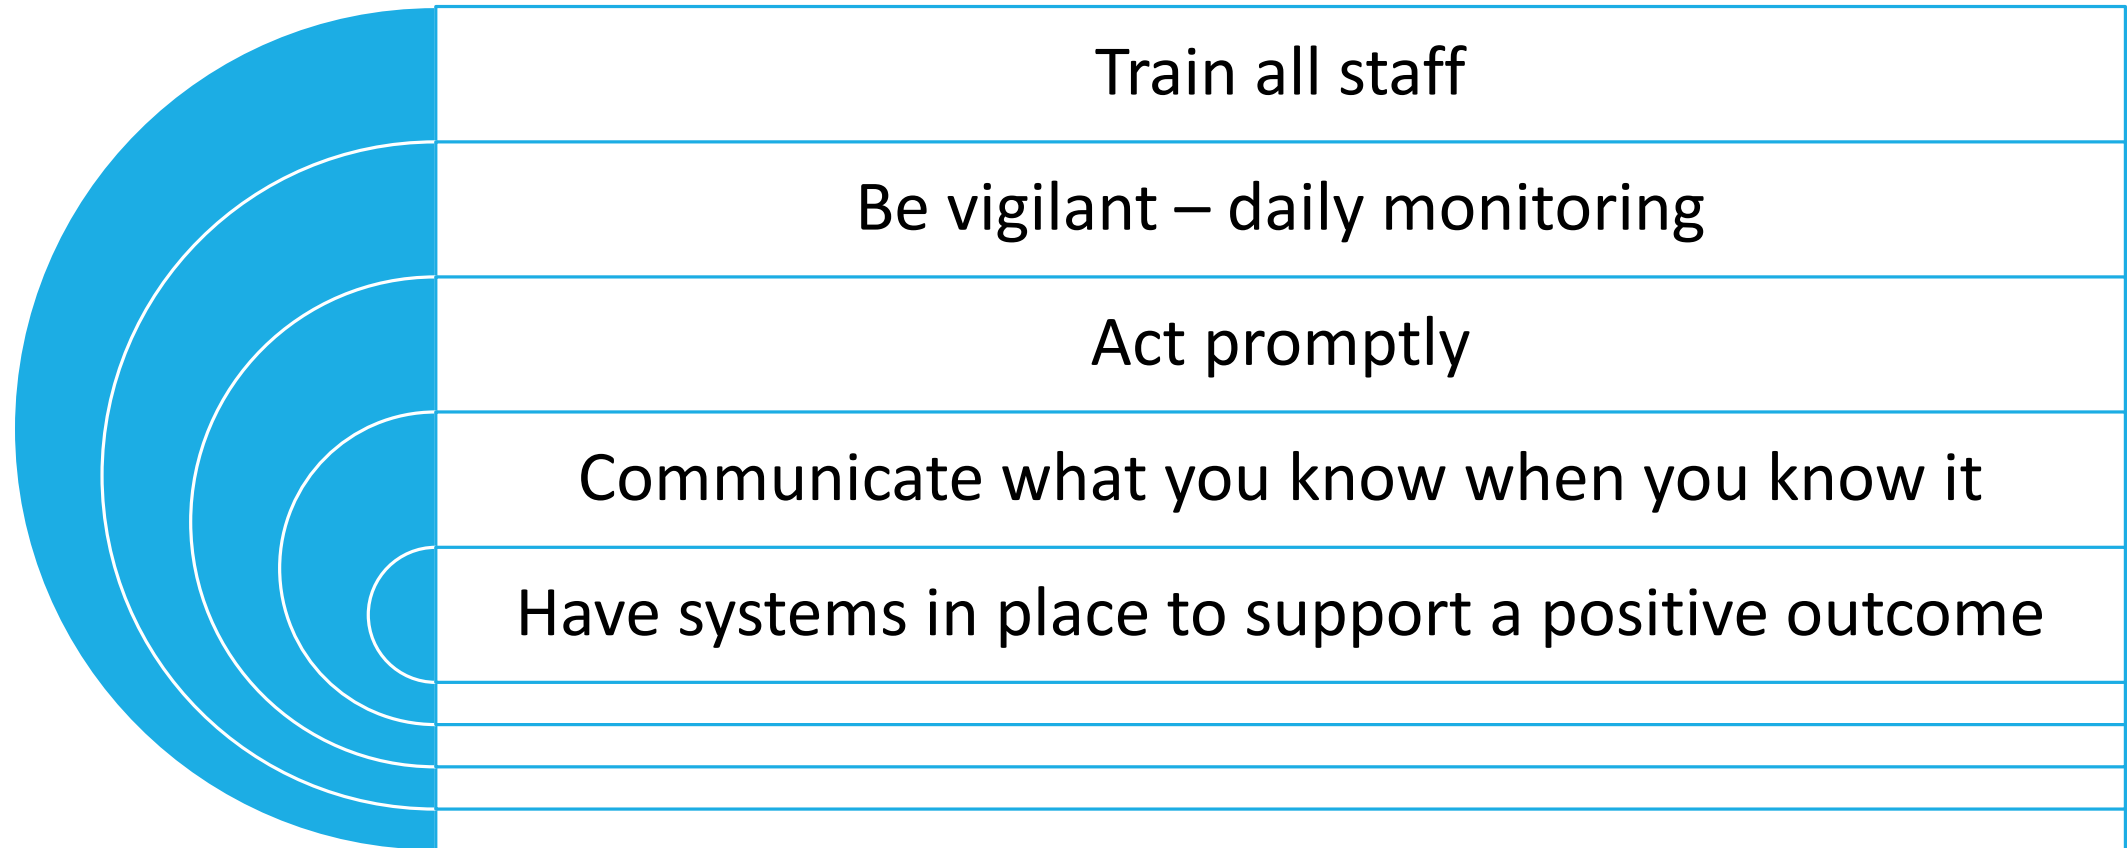 Train all staff
Be vigilant – daily monitoring
Act promptly
Communicate what you know when you know it
Have systems in place to support a positive outcome